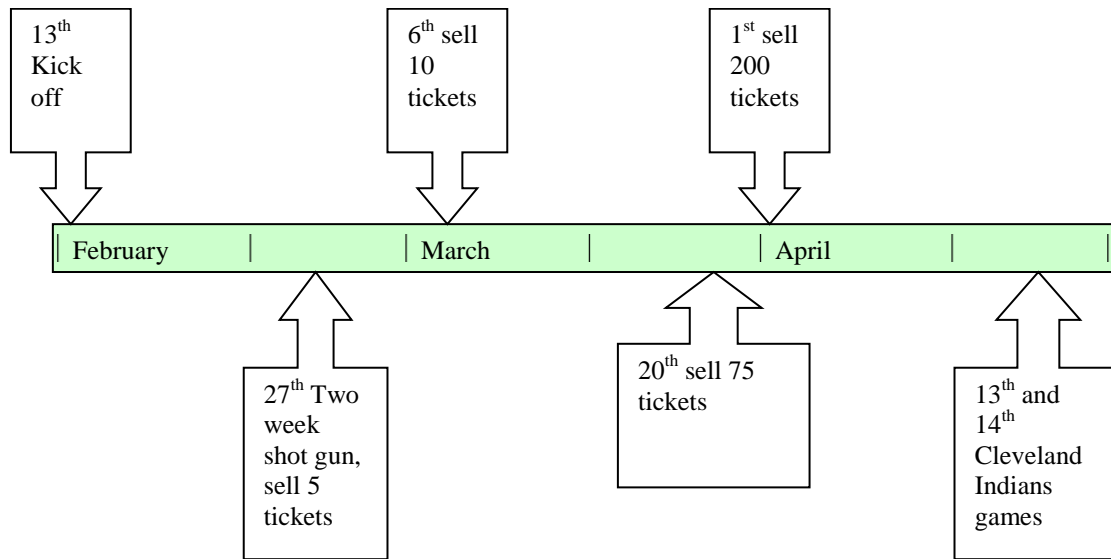 13th
Kick
off
6th sell
10
tickets
1st sell
200
tickets
February
March
April
27th Two
week
shot gun,
sell 5
tickets
20th sell 75
tickets
13th and
14th
Cleveland
Indians
games